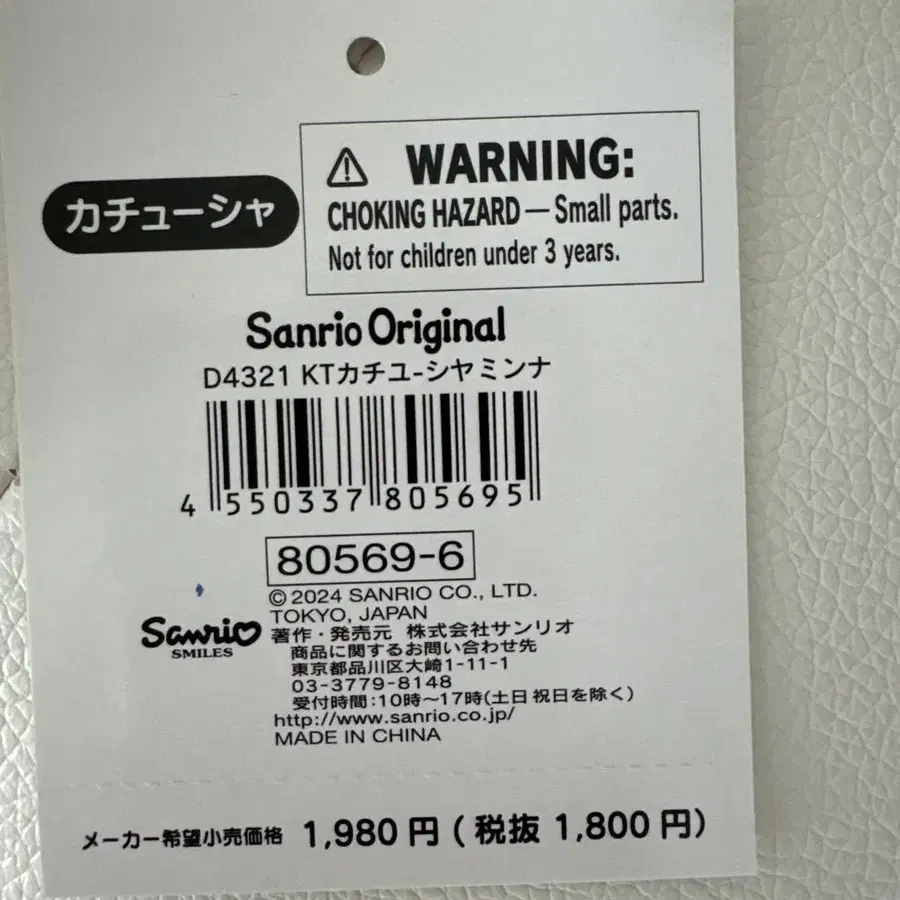 カチューシャ
⚠ WARNING:
CHOKING HAZARD — Small parts.
Not for children under 3 years.
Sanrio Original
D4321 KTカチユ-シヤミンナ
4 550337 805695
80569-6
© 2024 SANRIO CO., LTD.
TOKYO, JAPAN
Sanrio
SMILES
著作・発売元 株式会社サンリオ
商品に関するお問い合わせ先
東京都品川区大崎1-11-1
03-3779-8148
受付時間：10時〜17時(土日祝日を除く)
http://www.sanrio.co.jp/
MADE IN CHINA
メーカー希望小売価格 1,980 円 ( 税抜 1,800 円)